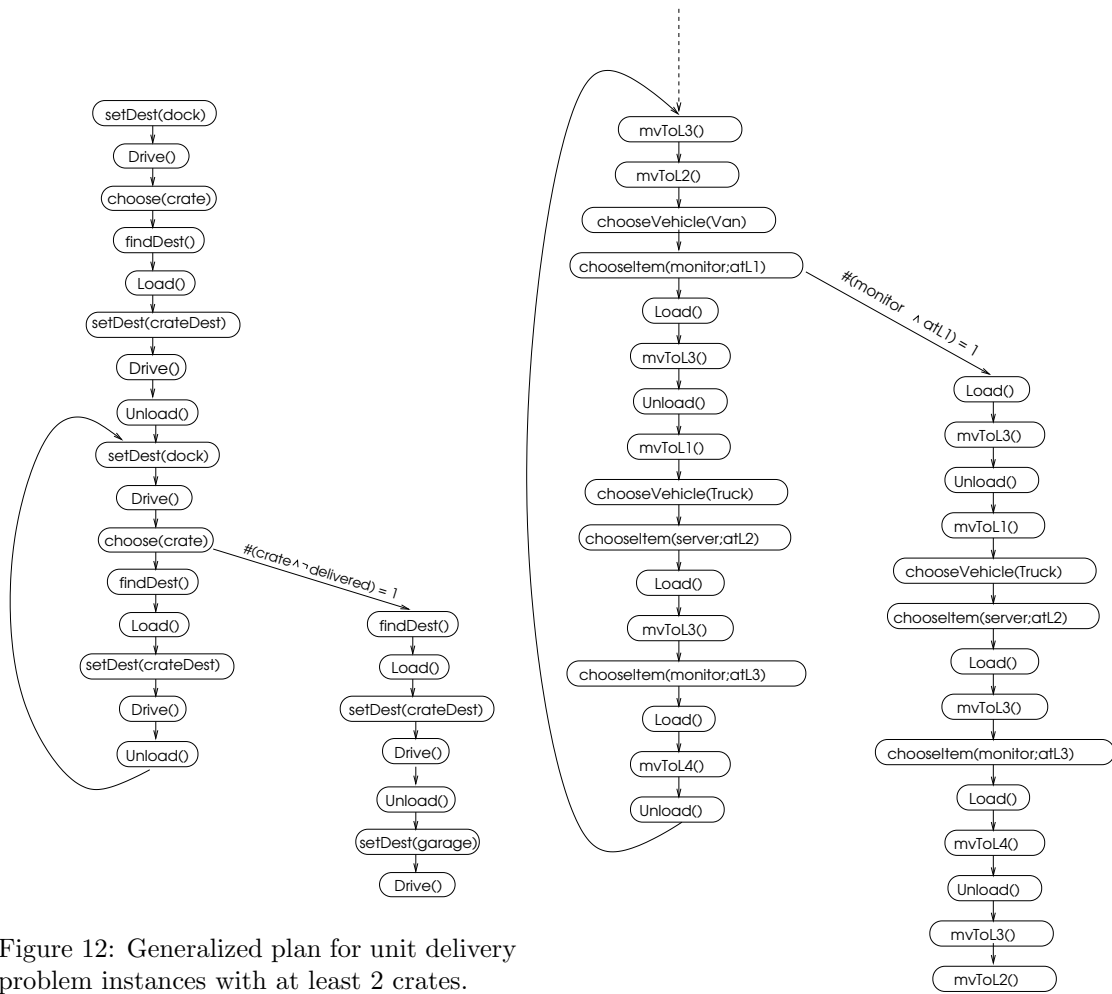 setDest(dock)
Drive()
choose(crate)
findDest()
Load()
setDest(crateDest)
Drive()
Unload()
setDest(dock)
Drive()
choose(crate)
findDest()
Load()
setDest(crateDest)
Drive()
Unload()
#(crate∧¬delivered) = 1
findDest()
Load()
setDest(crateDest)
Drive()
Unload()
setDest(garage)
Drive()
Figure 12: Generalized plan for unit delivery
problem instances with at least 2 crates.
mvToL3()
mvToL2()
chooseVehicle(Van)
chooseItem(monitor;atL1)
Load()
mvToL3()
Unload()
mvToL1()
chooseVehicle(Truck)
chooseItem(server;atL2)
Load()
mvToL3()
chooseItem(monitor;atL3)
Load()
mvToL4()
Unload()
#(monitor ∧ atL1) = 1
Load()
mvToL3()
Unload()
mvToL1()
chooseVehicle(Truck)
chooseItem(server;atL2)
Load()
mvToL3()
chooseItem(monitor;atL3)
Load()
mvToL4()
Unload()
mvToL3()
mvToL2()